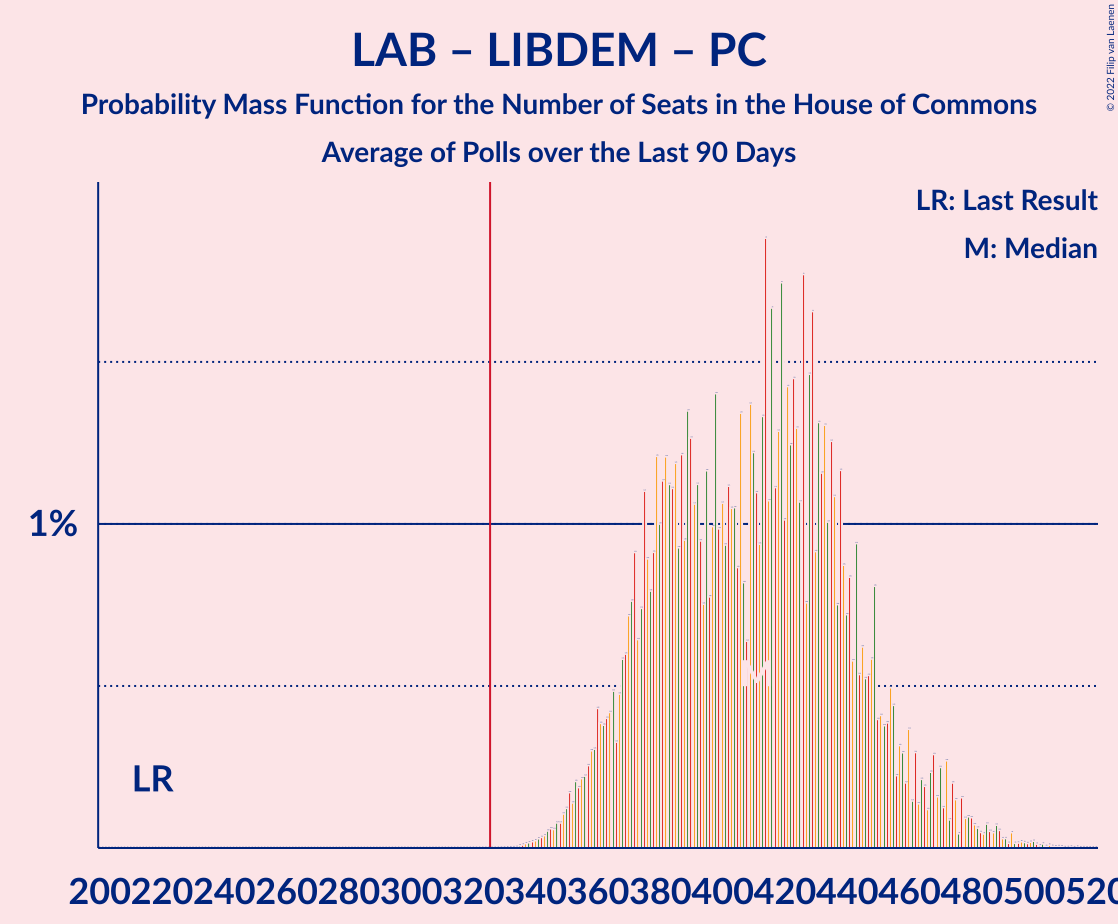 LAB – LIBDEM – PC
Probability Mass Function for the Number of Seats in the House of Commons
Average of Polls over the Last 90 Days
© 2022 Filip van Laenen
LR: Last Result
M: Median
1%
M
LR
200220240260280300320340360380400420440460480500520